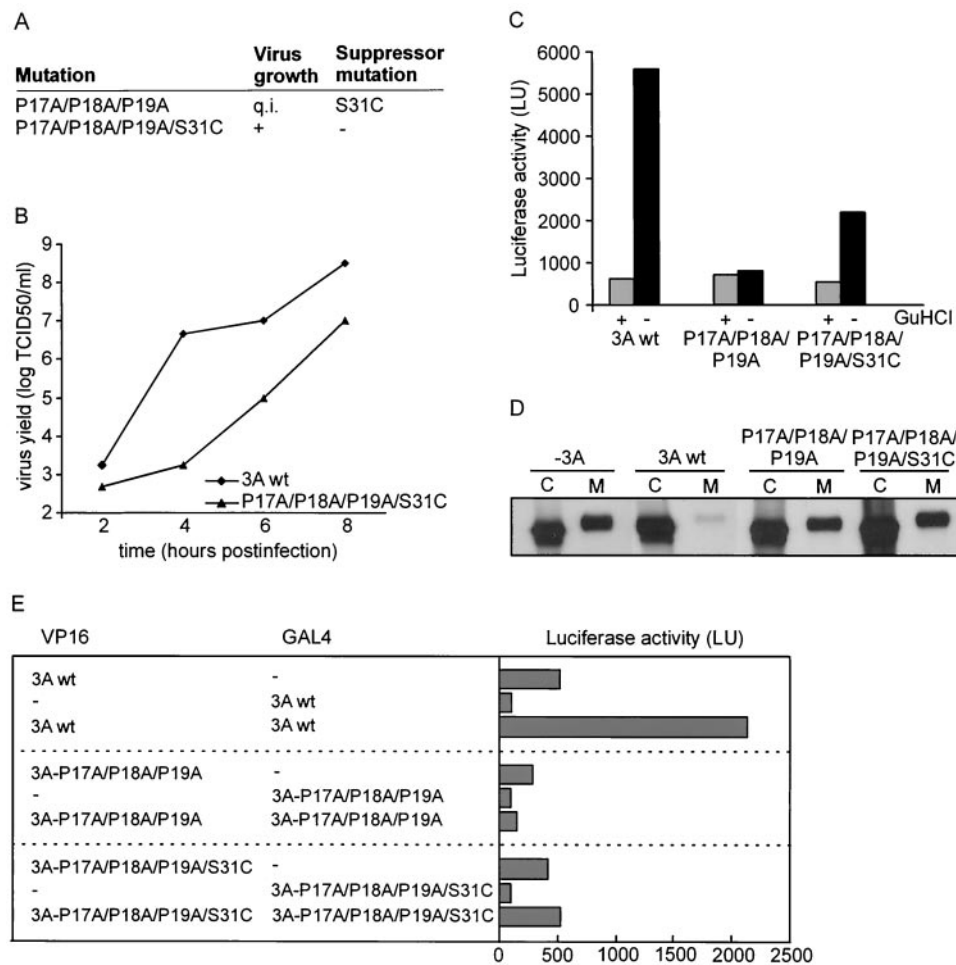 A
Mutation Virus growth Suppressor mutation
P17A/P18A/P19A q.i. S31C
P17A/P18A/P19A/S31C + -
B
virus yield (log TCID50/ml)
9
8
7
6
5
4
3
2
2 4 6 8
time (hours postinfection)
3A wt
P17A/P18A/P19A/S31C
C
Luciferase activity (LU)
6000
5000
4000
3000
2000
1000
0
+ - + - + - GuHCl
3A wt P17A/P18A/ P17A/P18A/
P19A P19A/S31C
D
P17A/P18A/ P17A/P18A/
-3A 3A wt P19A P19A/S31C
C M C M C M C M
E
VP16 GAL4 Luciferase activity (LU)
3A wt -
- 3A wt
3A wt 3A wt
3A-P17A/P18A/P19A -
- 3A-P17A/P18A/P19A
3A-P17A/P18A/P19A 3A-P17A/P18A/P19A
3A-P17A/P18A/P19A/S31C -
- 3A-P17A/P18A/P19A/S31C
3A-P17A/P18A/P19A/S31C 3A-P17A/P18A/P19A/S31C
0 500 1000 1500 2000 2500